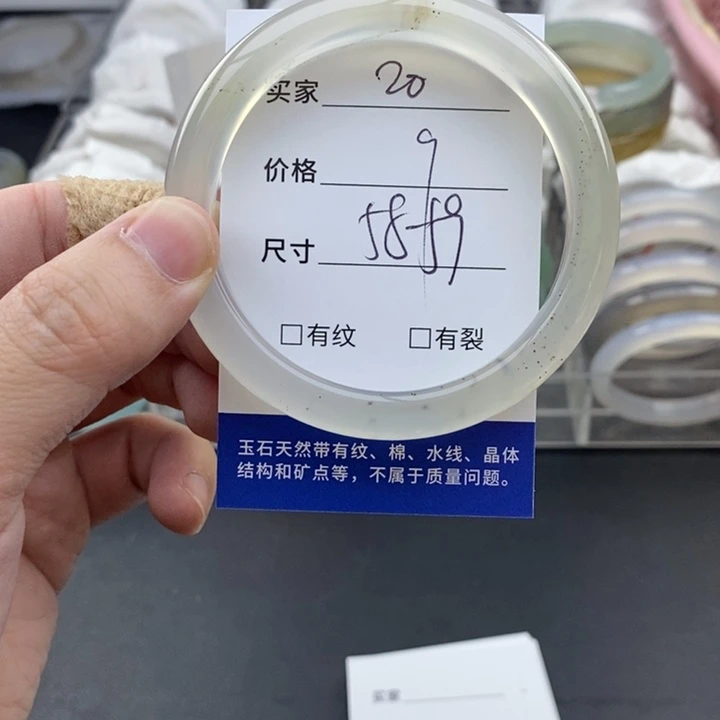 买家 20
价格 9
尺寸 58-59
□有纹 □有裂
玉石天然带有纹、棉、水线、晶体
结构和矿点等，不属于质量问题。
买家